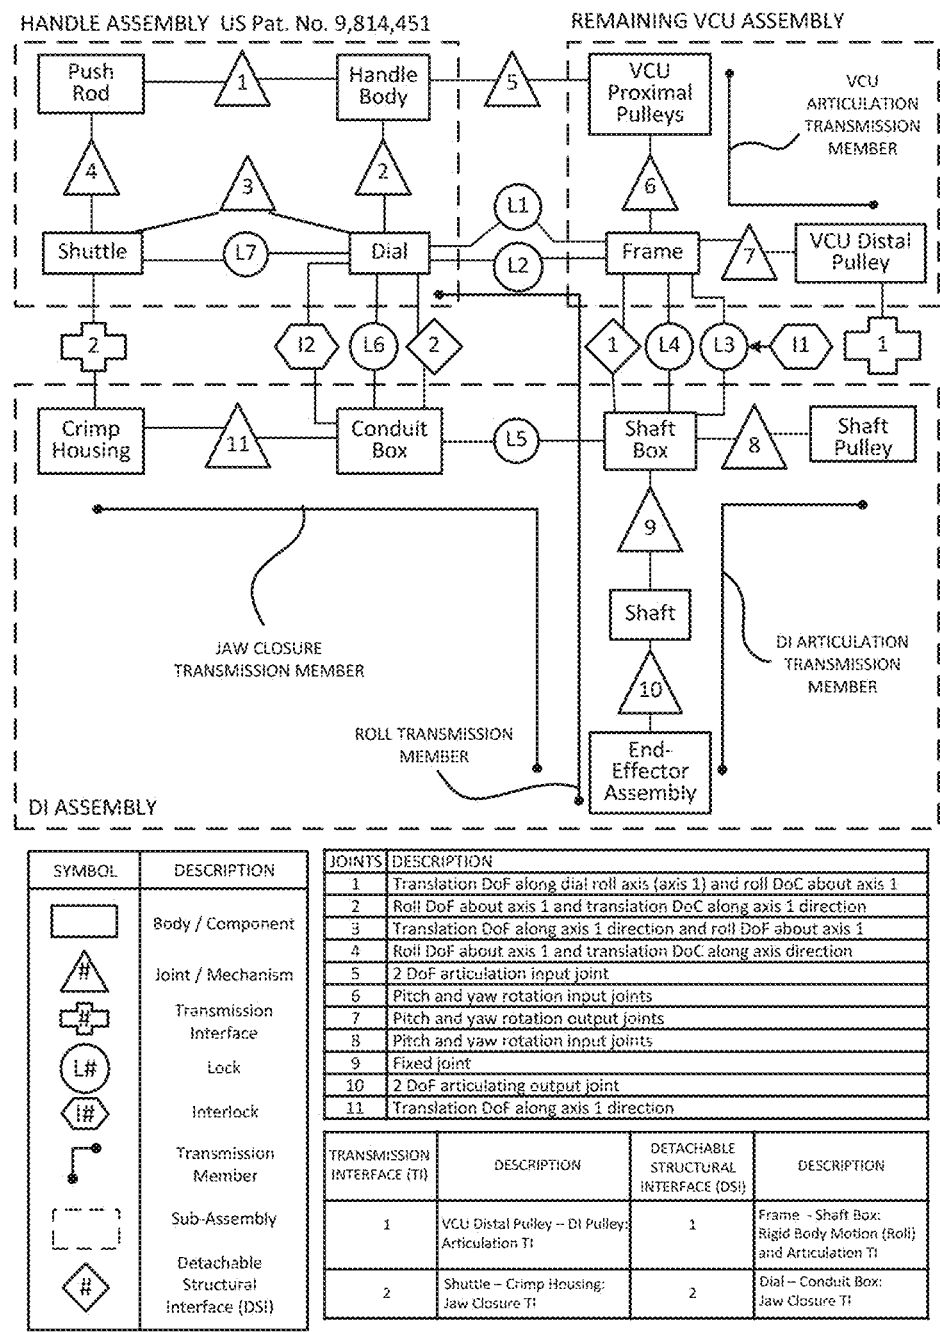 HANDLE ASSEMBLY US Pat. No. 9,814,451
REMAINING VCU ASSEMBLY
Push
Rod
1
Handle
Body
5
VCU
Proximal
Pulleys
VCU
ARTICULATION
TRANSMISSION
MEMBER
4
3
2
6
Shuttle
L7
Dial
L1
L2
Frame
7
VCU Distal
Pulley
2
I2
L6
2
1
L4
L3
I1
1
Crimp
Housing
11
Conduit
Box
L5
Shaft
Box
8
Shaft
Pulley
9
JAW CLOSURE
TRANSMISSION MEMBER
Shaft
DI ARTICULATION
TRANSMISSION
MEMBER
10
ROLL TRANSMISSION
MEMBER
End-
Effector
Assembly
DI ASSEMBLY
SYMBOL DESCRIPTION
Body / Component
# Joint / Mechanism
# Transmission
Interface
L# Lock
I# Interlock
Transmission
Member
Sub-Assembly
# Detachable
Structural
Interface (DSI)
JOINTS DESCRIPTION
1 Translation DoF along dial roll axis (axis 1) and roll DoC about axis 1
2 Roll DoF about axis 1 and translation DoC along axis 1 direction
3 Translation DoF along axis 1 direction and roll DoF about axis 1
4 Roll DoF about axis 1 and translation DoC along axis direction
5 2 DoF articulation input joint
6 Pitch and yaw rotation input joints
7 Pitch and yaw rotation output joints
8 Pitch and yaw rotation input joints
9 Fixed joint
10 2 DoF articulating output joint
11 Translation DoF along axis 1 direction
TRANSMISSION
INTERFACE (TI)
DESCRIPTION
DETACHABLE
STRUCTURAL
INTERFACE (DSI)
DESCRIPTION
1
VCU Distal Pulley – DI Pulley:
Articulation TI
1
Frame - Shaft Box:
Rigid Body Motion (Roll)
and Articulation TI
2
Shuttle – Crimp Housing:
Jaw Closure TI
2
Dial – Conduit Box:
Jaw Closure TI